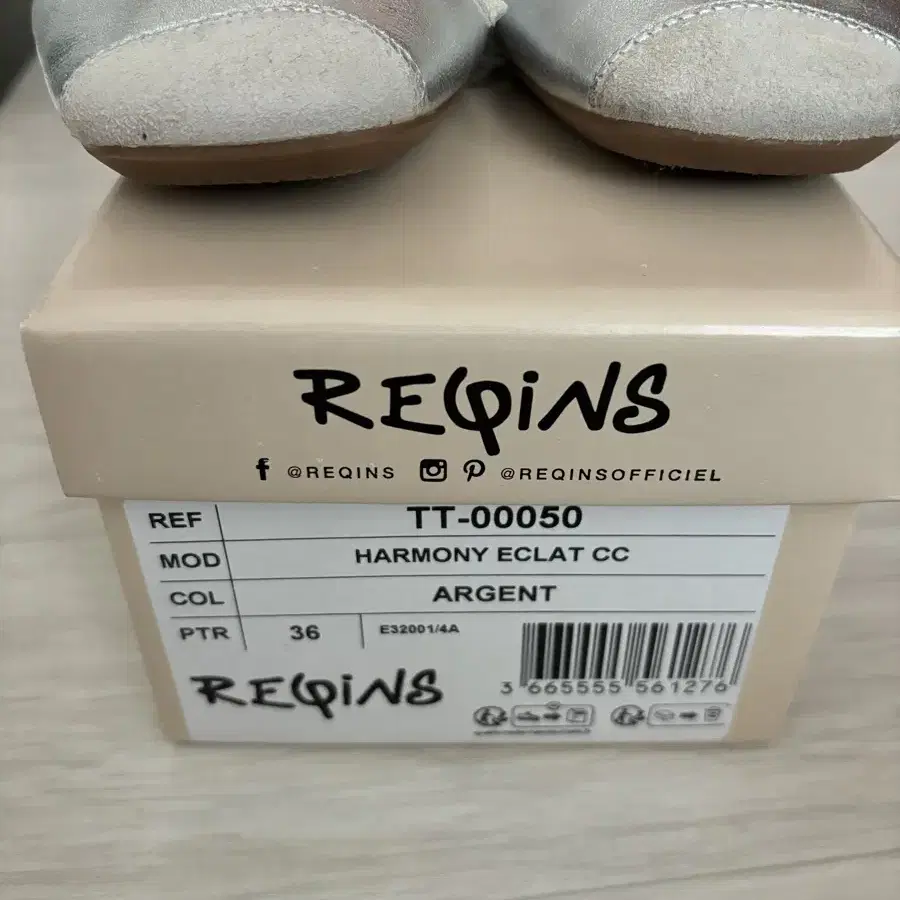 REQINS
@REQINS @REQINSOFFICIEL
REF TT-00050
MOD HARMONY ECLAT CC
COL ARGENT
PTR 36 E32001/4A
3 665555 561276
REQINS